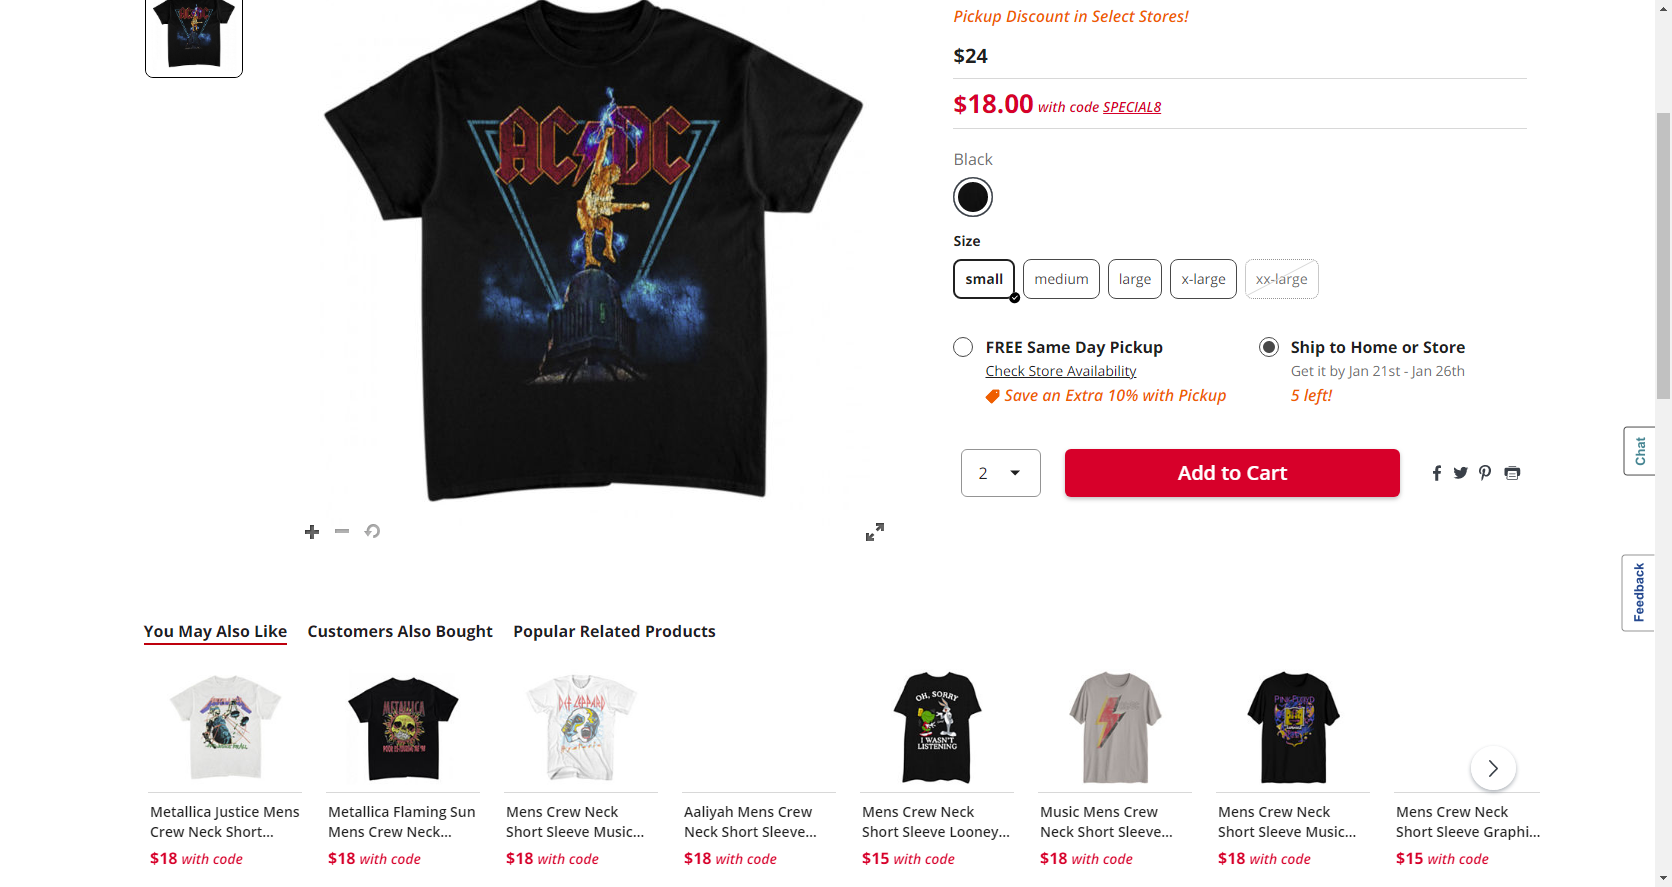 Pickup Discount in Select Stores!
$24
$18.00 with code SPECIAL8
Black
Size
small
medium
large
x-large
xx-large
FREE Same Day Pickup
Check Store Availability
Save an Extra 10% with Pickup
Ship to Home or Store
Get it by Jan 21st - Jan 26th
5 left!
2
Add to Cart
AC DC
Chat
Feedback
You May Also Like
Customers Also Bought
Popular Related Products
METALLICA
DEF LEPPARD
OH, SORRY
I WASN'T
LISTENING
PINK FLOYD
Metallica Justice Mens
Crew Neck Short...
$18 with code
Metallica Flaming Sun
Mens Crew Neck...
$18 with code
Mens Crew Neck
Short Sleeve Music...
$18 with code
Aaliyah Mens Crew
Neck Short Sleeve...
$18 with code
Mens Crew Neck
Short Sleeve Looney...
$15 with code
Music Mens Crew
Neck Short Sleeve...
$18 with code
Mens Crew Neck
Short Sleeve Music...
$18 with code
Mens Crew Neck
Short Sleeve Graphi...
$15 with code